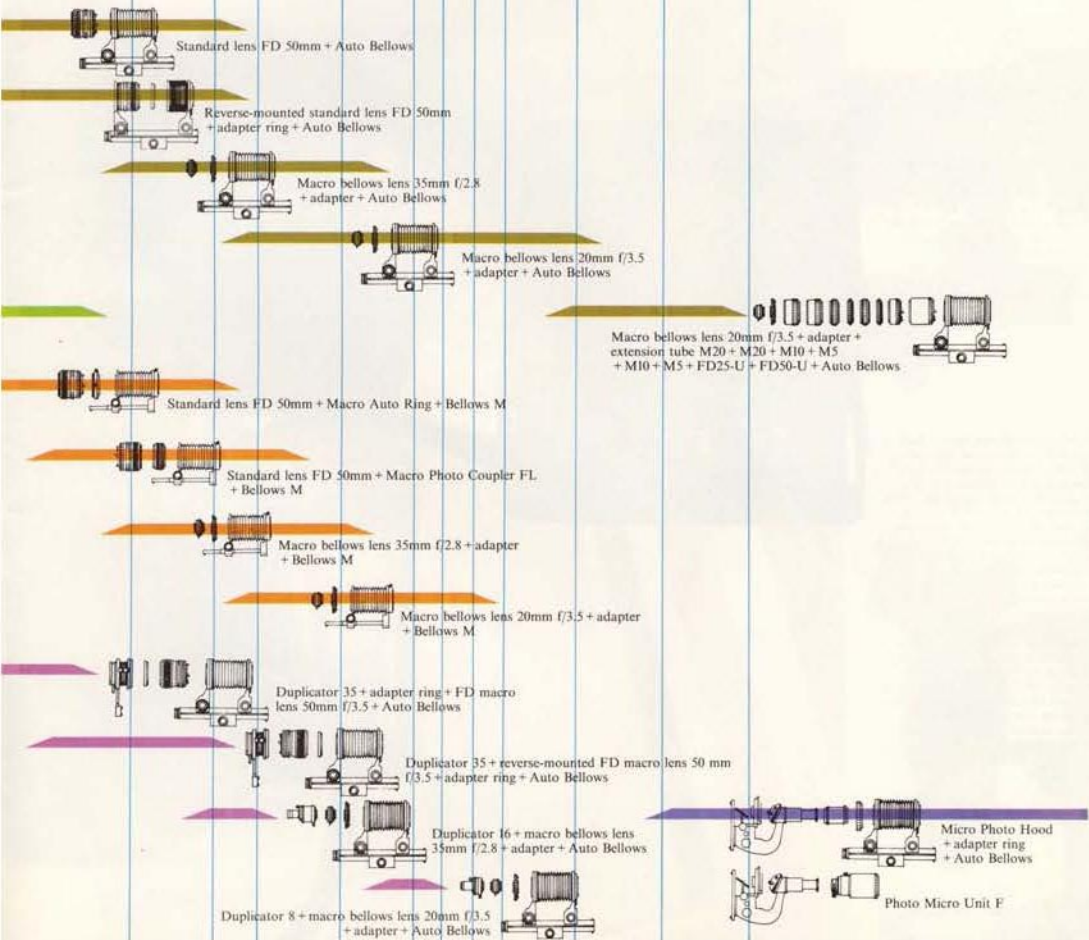 Standard lens FD 50mm + Auto Bellows
Reverse-mounted standard lens FD 50mm
+ adapter ring + Auto Bellows
Macro bellows lens 35mm f/2.8
+ adapter + Auto Bellows
Macro bellows lens 20mm f/3.5
+ adapter + Auto Bellows
Macro bellows lens 20mm f/3.5 + adapter +
extension tube M20 + M20 + M10 + M5
+ M10 + M5 + FD25-U + FD50-U + Auto Bellows
Standard lens FD 50mm + Macro Auto Ring + Bellows M
Standard lens FD 50mm + Macro Photo Coupler FL
+ Bellows M
Macro bellows lens 35mm f/2.8 + adapter
+ Bellows M
Macro bellows lens 20mm f/3.5 + adapter
+ Bellows M
Duplicator 35 + adapter ring + FD macro
lens 50mm f/3.5 + Auto Bellows
Duplicator 35 + reverse-mounted FD macro lens 50 mm
f/3.5 + adapter ring + Auto Bellows
Duplicator 16 + macro bellows lens
35mm f/2.8 + adapter + Auto Bellows
Micro Photo Hood
+ adapter ring
+ Auto Bellows
Photo Micro Unit F
Duplicator 8 + macro bellows lens 20mm f/3.5
+ adapter + Auto Bellows